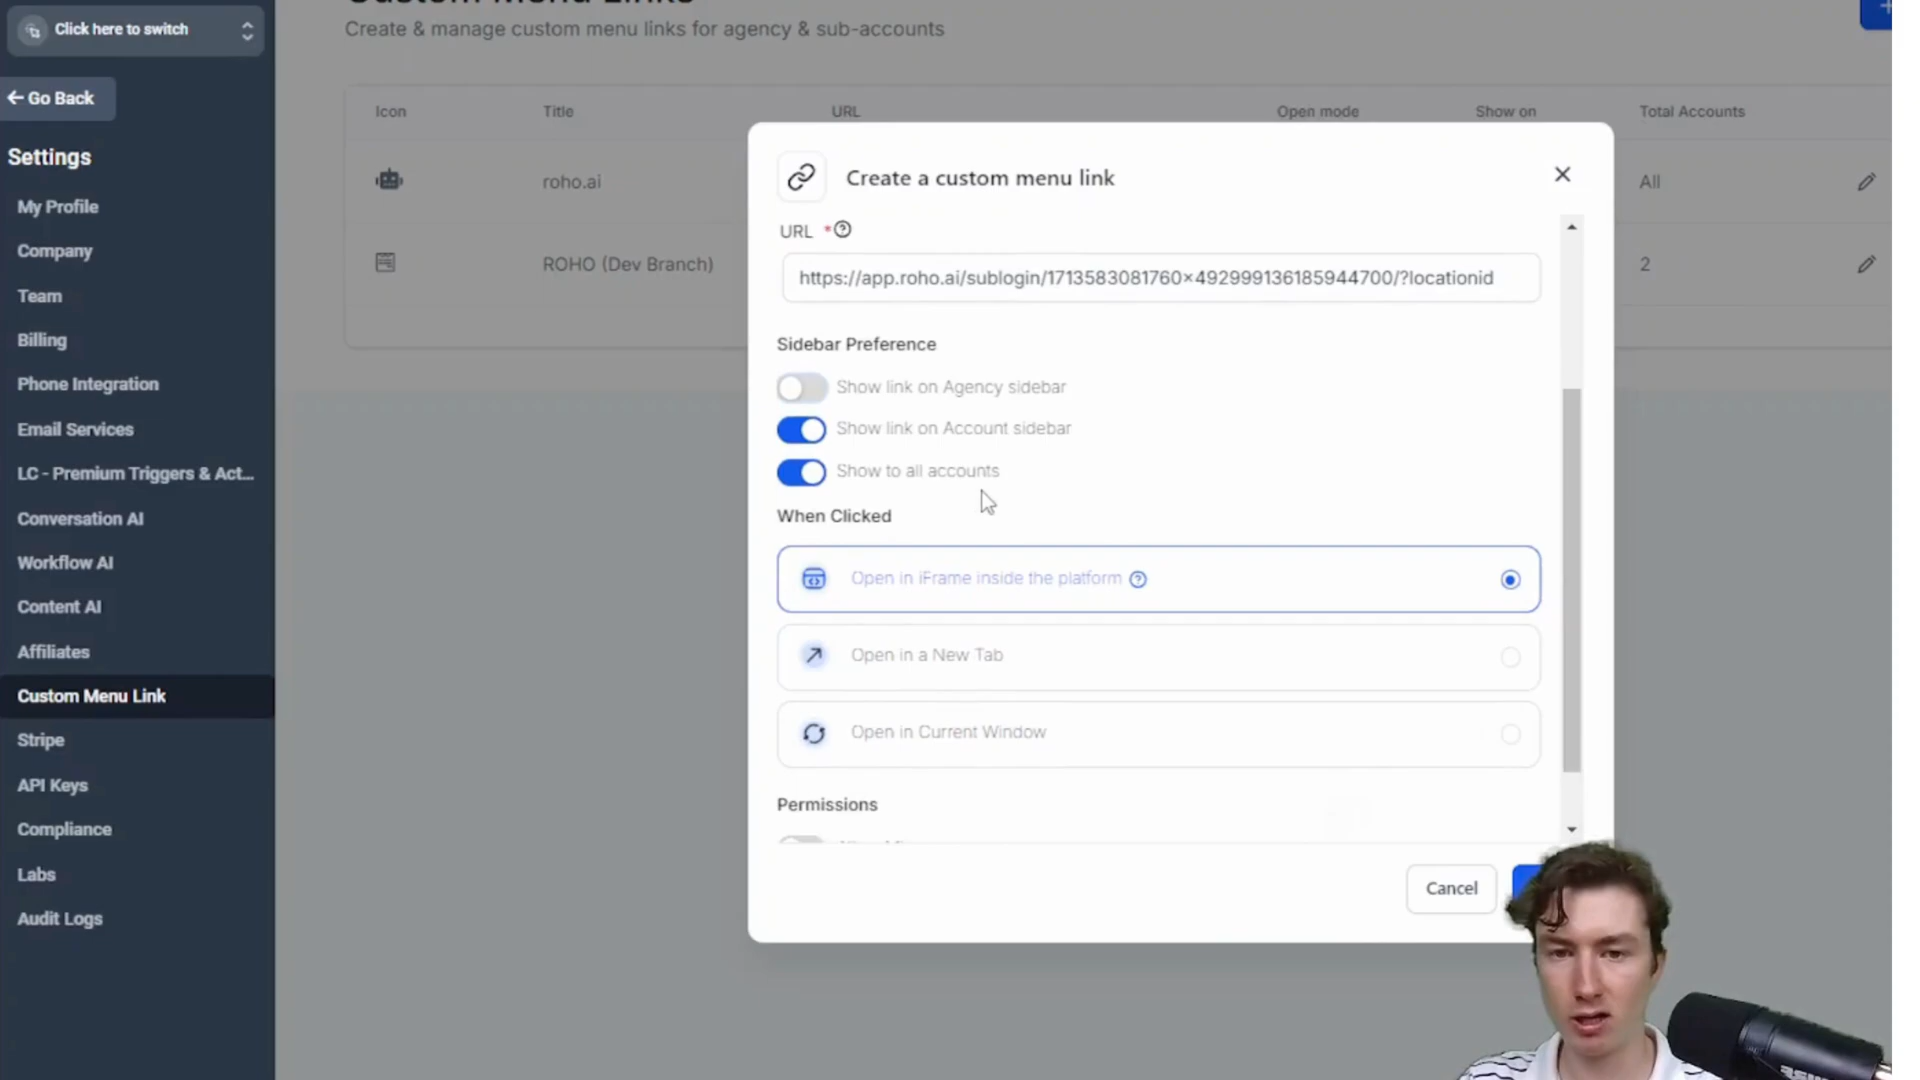 Click here to switch
Go Back
Settings
My Profile
Company
Team
Billing
Phone Integration
Email Services
LC - Premium Triggers & Act...
Conversation AI
Workflow AI
Content AI
Affiliates
Custom Menu Link
Stripe
API Keys
Compliance
Labs
Audit Logs
Custom Menu Links
Create & manage custom menu links for agency & sub-accounts
Icon Title URL Open mode Show on Total Accounts
roho.ai All
ROHO (Dev Branch) 2
Create a custom menu link
URL *
https://app.roho.ai/sublogin/1713583081760×492999136185944700/?locationid
Sidebar Preference
Show link on Agency sidebar
Show link on Account sidebar
Show to all accounts
When Clicked
Open in iFrame inside the platform
Open in a New Tab
Open in Current Window
Permissions
Cancel